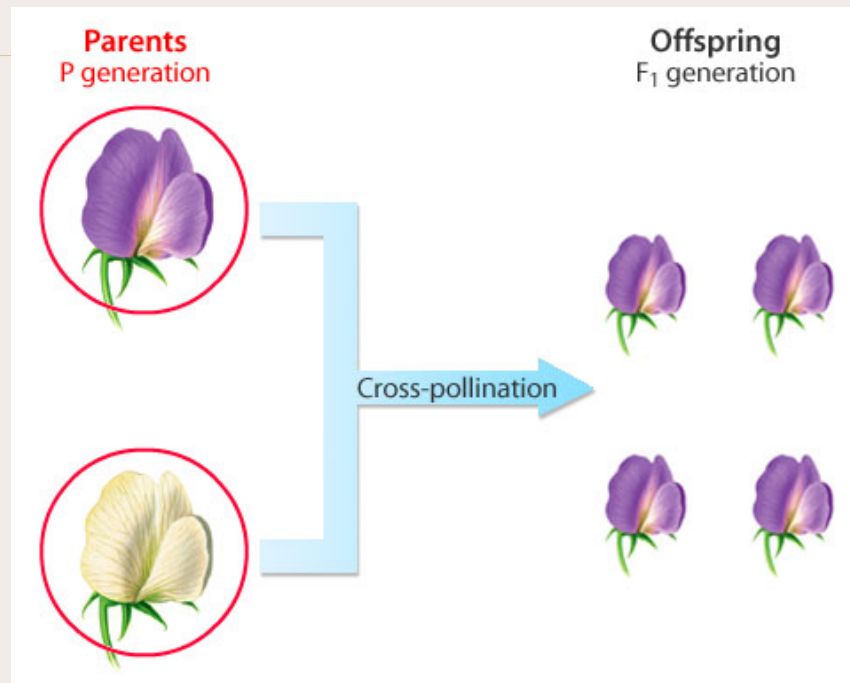 Parents
P generation
Offspring
F₁ generation
Cross-pollination